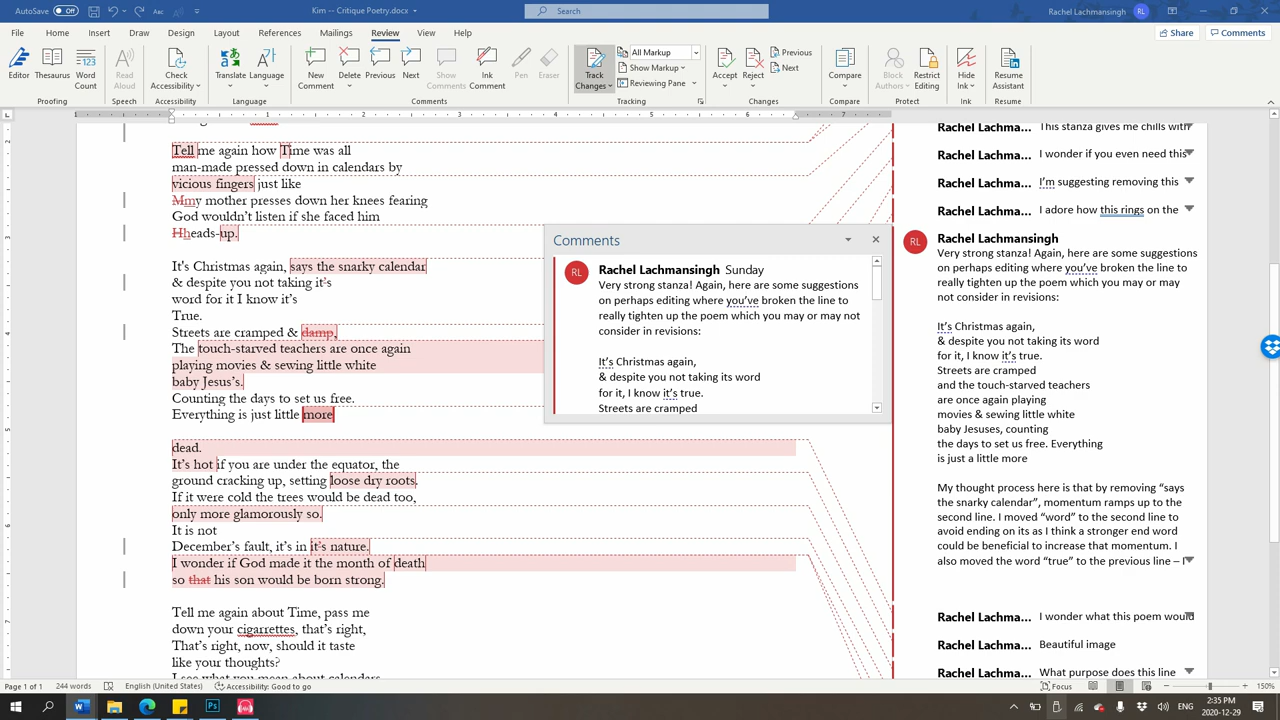 AutoSave Off
Kim -- Critique Poetry.docx
Search
Rachel Lachmansingh RL
File Home Insert Draw Design Layout References Mailings Review View Help
Share Comments
Editor Thesaurus Word Count
Read Aloud
Check Accessibility
Translate Language
New Comment Delete Previous Next Show Comments Ink Comment Pen Eraser
Track Changes
All Markup
Show Markup
Reviewing Pane
Accept Reject
Previous
Next
Compare
Block Authors Restrict Editing
Hide Ink
Resume Assistant
Proofing Speech Accessibility Language Comments Tracking Changes Compare Protect Ink Resume
Tell me again how Time was all
man-made pressed down in calendars by
vicious fingers just like
Mmy mother presses down her knees fearing
God wouldn't listen if she faced him
Hheads-up.
It's Christmas again, says the snarky calendar
& despite you not taking it's
word for it I know it's
True.
Streets are cramped & damp,
The touch-starved teachers are once again
playing movies & sewing little white
baby Jesus's.
Counting the days to set us free.
Everything is just little more
dead.
It's hot if you are under the equator, the
ground cracking up, setting loose dry roots.
If it were cold the trees would be dead too,
only more glamorously so.
It is not
December's fault, it's in it's nature.
I wonder if God made it the month of death
so that his son would be born strong.
Tell me again about Time, pass me
down your cigarrettes, that's right,
That's right, now, should it taste
like your thoughts?
I see what you mean about calendars
Comments
RL
Rachel Lachmansingh Sunday
Very strong stanza! Again, here are some suggestions
on perhaps editing where you've broken the line to
really tighten up the poem which you may or may not
consider in revisions:
It's Christmas again,
& despite you not taking its word
for it, I know it's true.
Streets are cramped
Rachel Lachma... This stanza gives me chills with
Rachel Lachma... I wonder if you even need this
Rachel Lachma... I'm suggesting removing this
Rachel Lachma... I adore how this rings on the
RL
Rachel Lachmansingh
Very strong stanza! Again, here are some suggestions
on perhaps editing where you've broken the line to
really tighten up the poem which you may or may
not consider in revisions:
It's Christmas again,
& despite you not taking its word
for it, I know it's true.
Streets are cramped
and the touch-starved teachers
are once again playing
movies & sewing little white
baby Jesuses, counting
the days to set us free. Everything
is just a little more
My thought process here is that by removing "says
the snarky calendar", momentum ramps up to the
second line. I moved "word" to the second line to
avoid ending on its as I think a stronger end word
could be beneficial to increase that momentum. I
also moved the word "true" to the previous line – I
Rachel Lachma... I wonder what this poem would
Rachel Lachma... Beautiful image
Rachel Lachma... What purpose does this line
Page 1 of 1 244 words English (United States) Accessibility: Good to go
Focus 150%
ENG 2:35 PM
2020-12-29